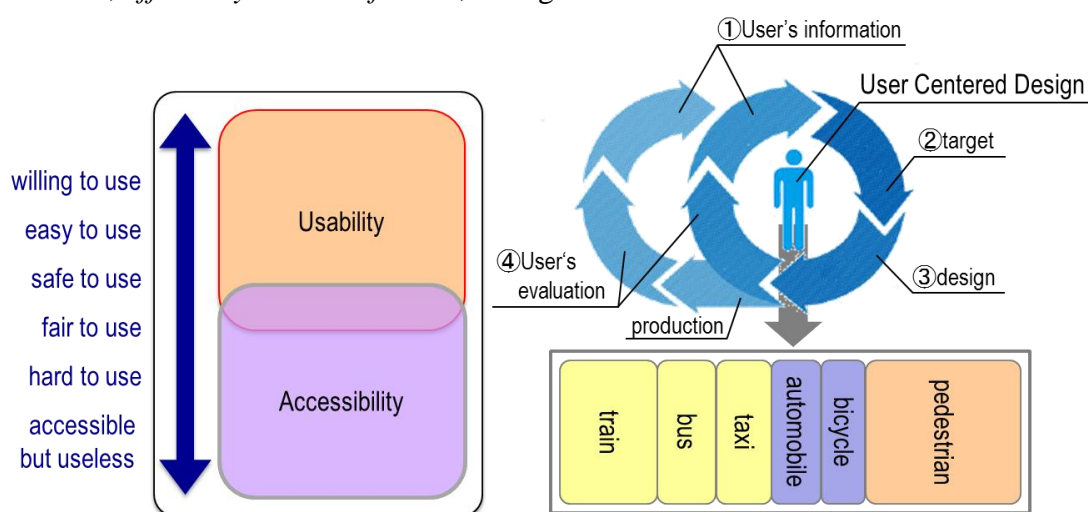 willing to use
easy to use
safe to use
fair to use
hard to use
accessible
but useless
Usability
Accessibility
①User's information
User Centered Design
②target
③design
④User‘s
evaluation
production
train
bus
taxi
automobile
bicycle
pedestrian